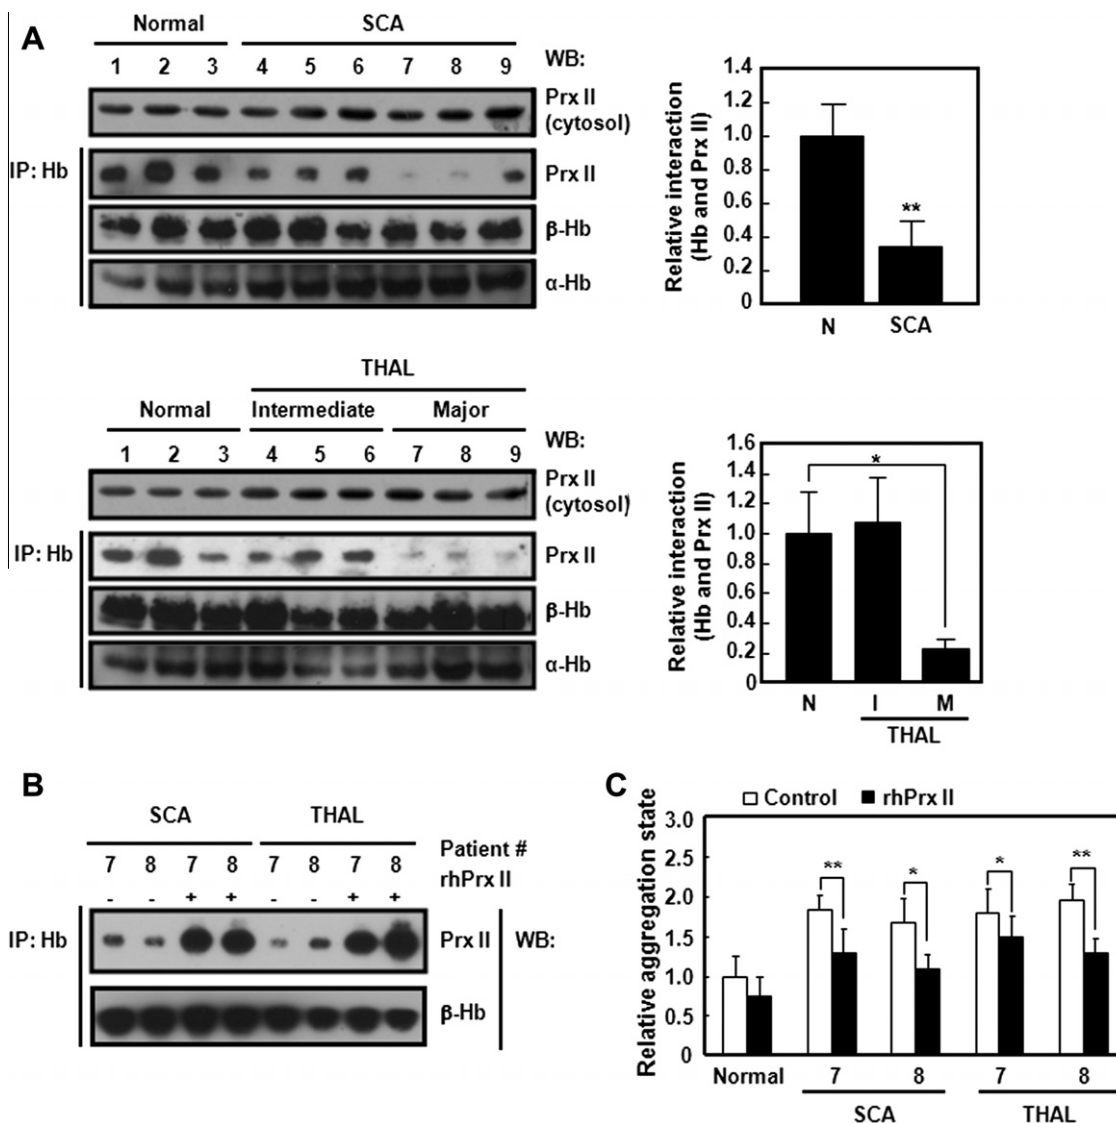 A
Normal SCA
1 2 3 4 5 6 7 8 9 WB:
Prx II
(cytosol)
IP: Hb
Prx II
β-Hb
α-Hb
Relative interaction
(Hb and Prx II)
1.4
1.2
1.0
0.8
0.6
0.4
0.2
0
**
N SCA
THAL
Normal Intermediate Major
1 2 3 4 5 6 7 8 9 WB:
Prx II
(cytosol)
IP: Hb
Prx II
β-Hb
α-Hb
Relative interaction
(Hb and Prx II)
1.6
1.4
1.2
1.0
0.8
0.6
0.4
0.2
0
*
N I M
THAL
B
SCA THAL
7 8 7 8 7 8 7 8 Patient #
- - + + - - + + rhPrx II
IP: Hb
Prx II
β-Hb
WB:
C
Control rhPrx II
Relative aggregation state
3.0
2.5
2.0
1.5
1.0
0.5
0
** * * **
Normal 7 8 7 8
SCA THAL